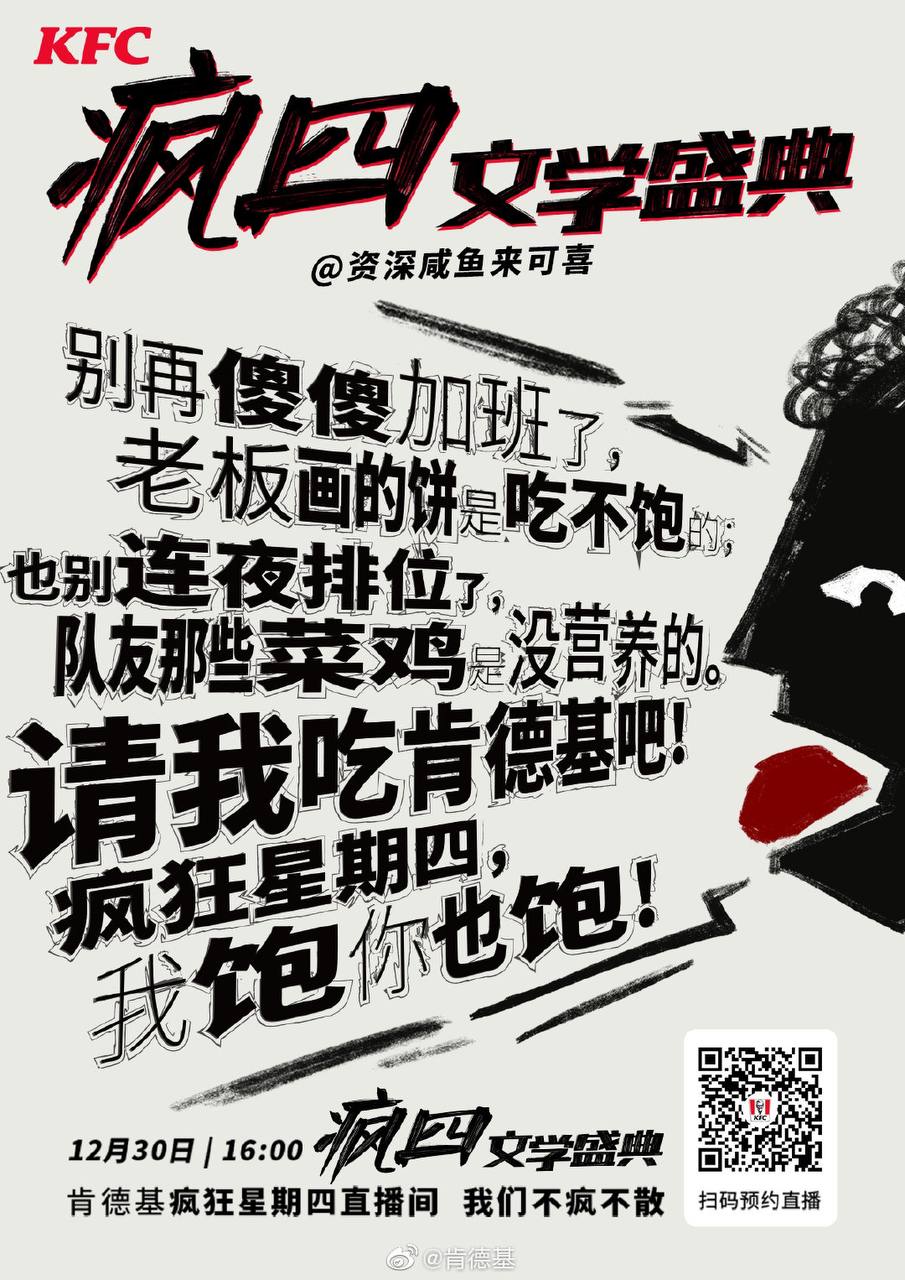 KFC
疯四文学盛典
@资深咸鱼来可喜
别再傻傻加班了，
老板画的饼是吃不饱的；
也别连夜排位了，
队友那些菜鸡是没营养的。
请我吃肯德基吧！
疯狂星期四，
我饱你也饱！
12月30日 | 16:00 疯四文学盛典
肯德基疯狂星期四直播间 我们不疯不散
KFC
扫码预约直播
@肯德基